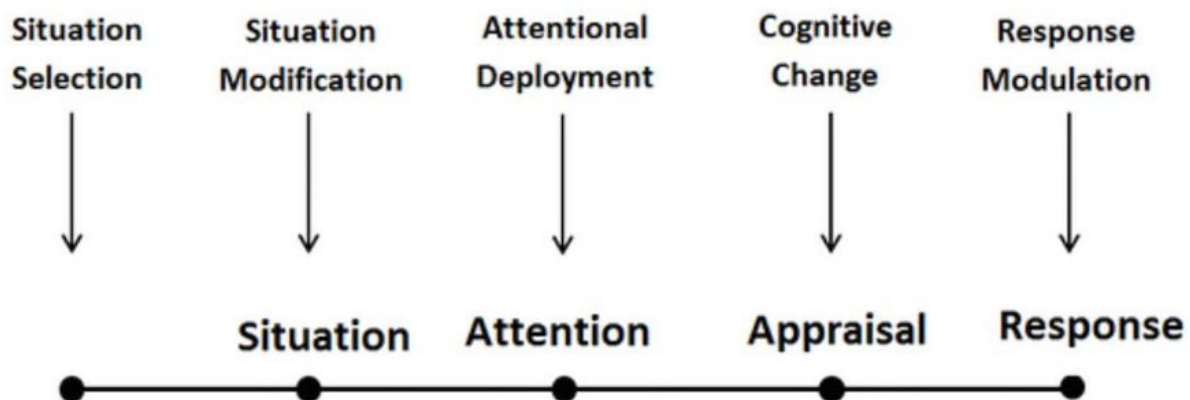 Situation
Selection
Situation
Modification
Attentional
Deployment
Cognitive
Change
Response
Modulation
Situation
Attention
Appraisal
Response